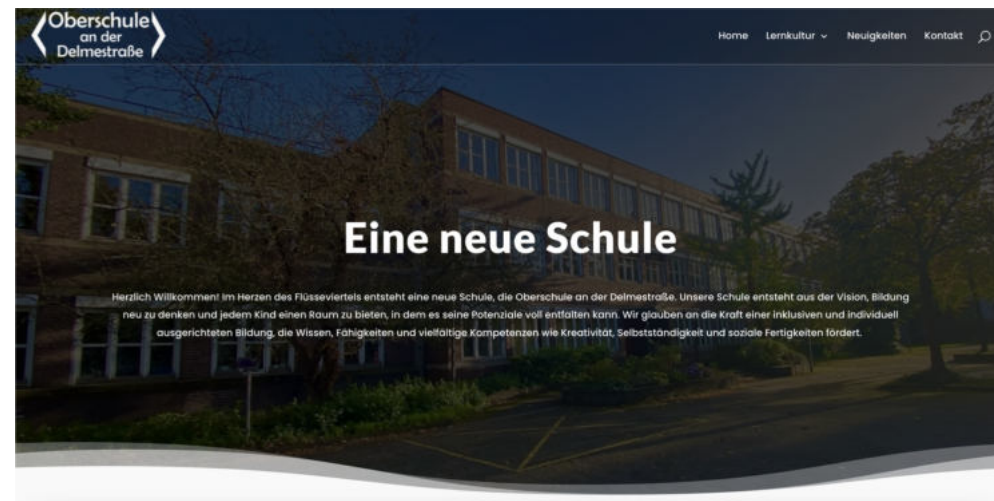 Oberschule
an der
Delmestraße
Home Lernkultur Neuigkeiten Kontakt
Eine neue Schule
Herzlich Willkommen! Im Herzen des Flüsseviertels entsteht eine neue Schule, die Oberschule an der Delmestraße. Unsere Schule entsteht aus der Vision, Bildung
neu zu denken und jedem Kind einen Raum zu bieten, in dem es seine Potenziale voll entfalten kann. Wir glauben an die Kraft einer inklusiven und individuell
ausgerichteten Bildung, die Wissen, Fähigkeiten und vielfältige Kompetenzen wie Kreativität, Selbstständigkeit und soziale Fertigkeiten fördert.